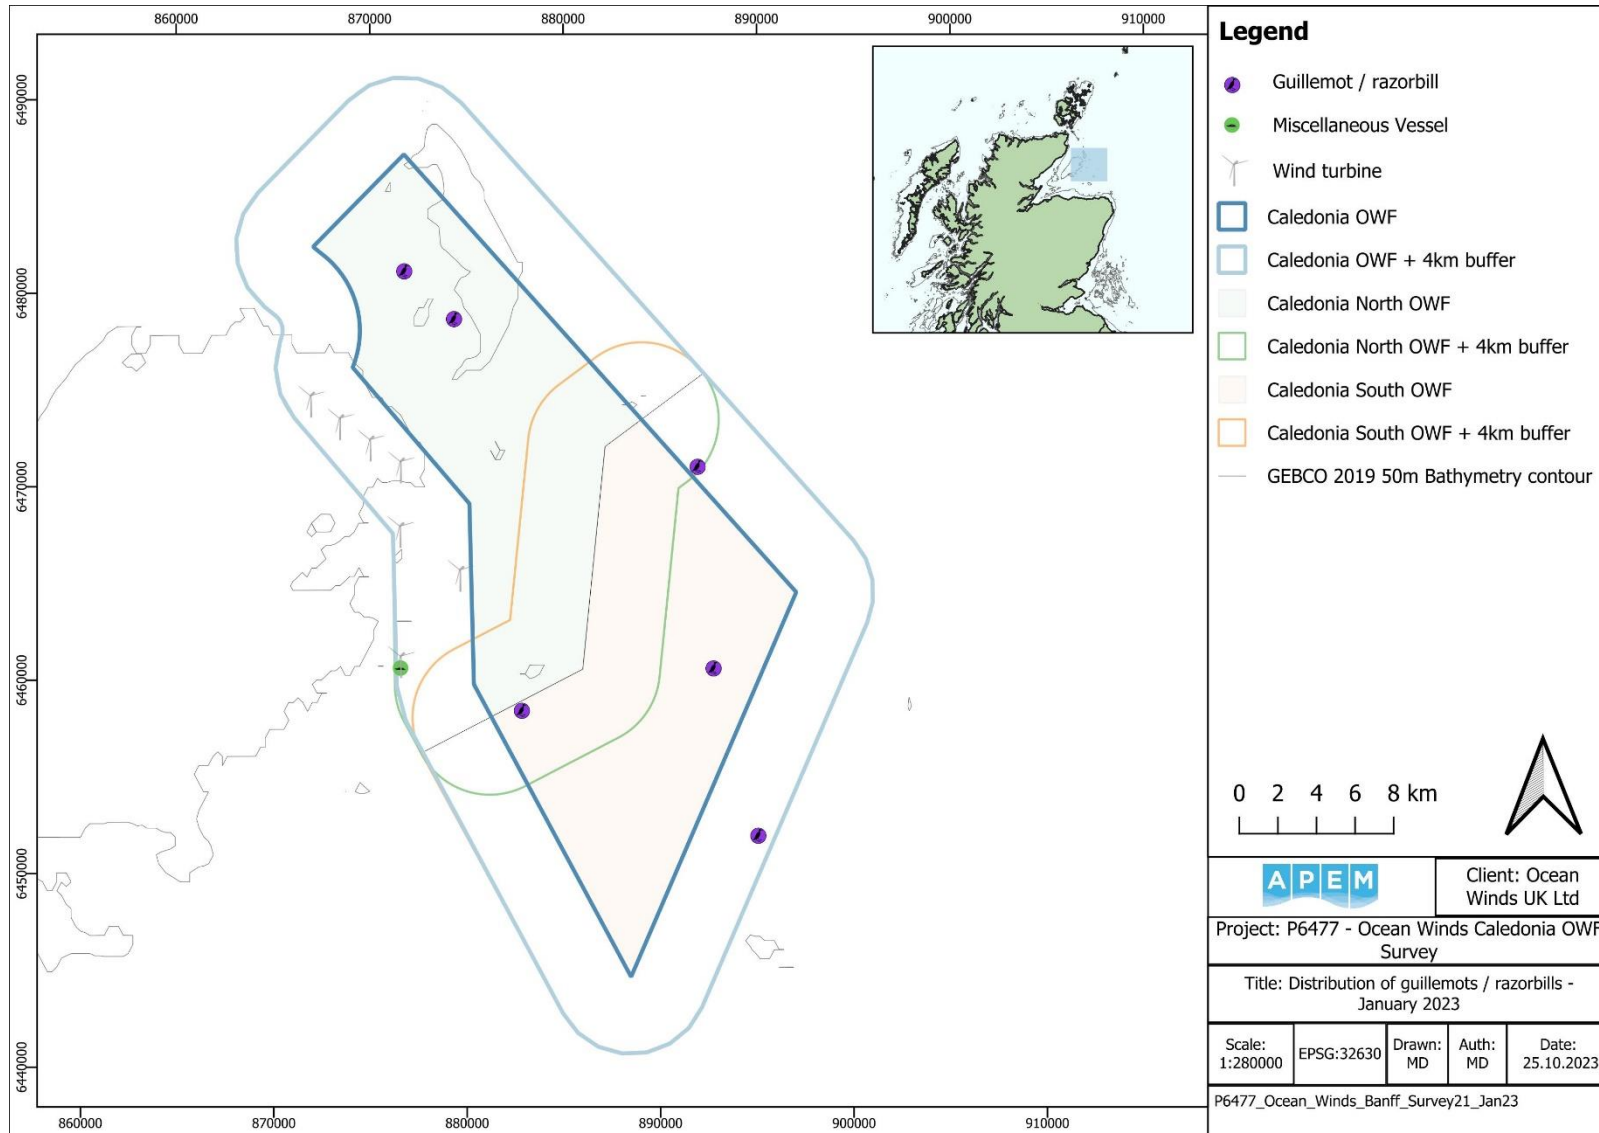 860000 870000 880000 890000 900000 910000
6490000
6480000
6470000
6460000
6450000
6440000
860000 870000 880000 890000 900000 910000
Legend
Guillemot / razorbill
Miscellaneous Vessel
Wind turbine
Caledonia OWF
Caledonia OWF + 4km buffer
Caledonia North OWF
Caledonia North OWF + 4km buffer
Caledonia South OWF
Caledonia South OWF + 4km buffer
GEBCO 2019 50m Bathymetry contour
0 2 4 6 8 km
APEM
Client: Ocean
Winds UK Ltd
Project: P6477 - Ocean Winds Caledonia OWF
Survey
Title: Distribution of guillemots / razorbills -
January 2023
Scale:
1:280000
EPSG:32630
Drawn:
MD
Auth:
MD
Date:
25.10.2023
P6477_Ocean_Winds_Banff_Survey21_Jan23